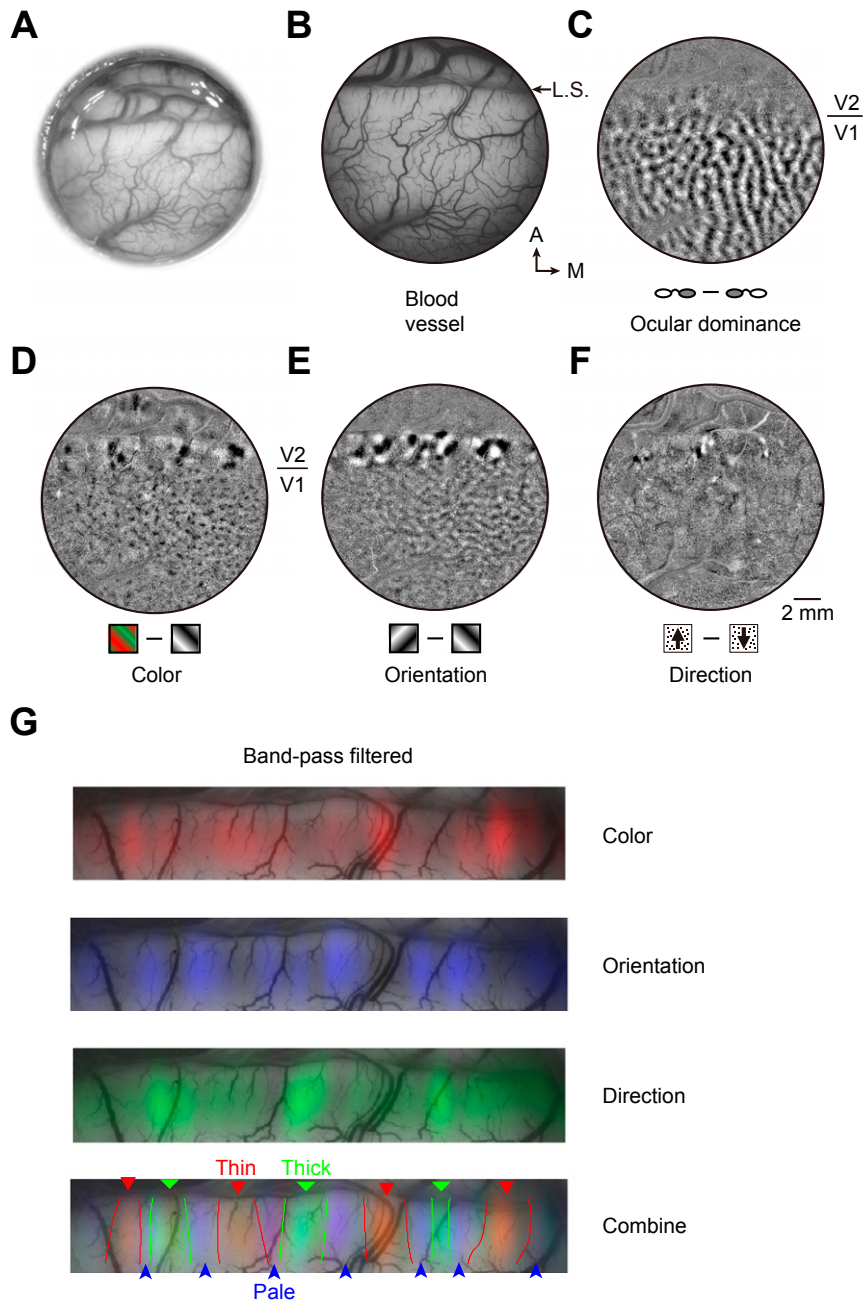 A
B
C
L.S.
V2
V1
A
M
Blood
vessel
Ocular dominance
D
E
F
V2
V1
2 mm
Color
Orientation
Direction
G
Band-pass filtered
Color
Orientation
Direction
Thin
Thick
Combine
Pale